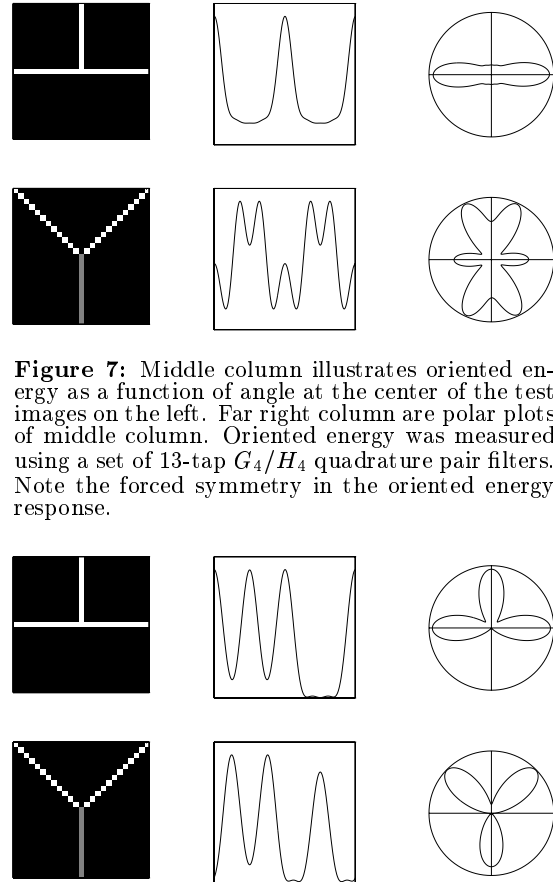 Figure 7: Middle column illustrates oriented en-
ergy as a function of angle at the center of the test
images on the left. Far right column are polar plots
of middle column. Oriented energy was measured
using a set of 13-tap G4/H4 quadrature pair filters.
Note the forced symmetry in the oriented energy
response.